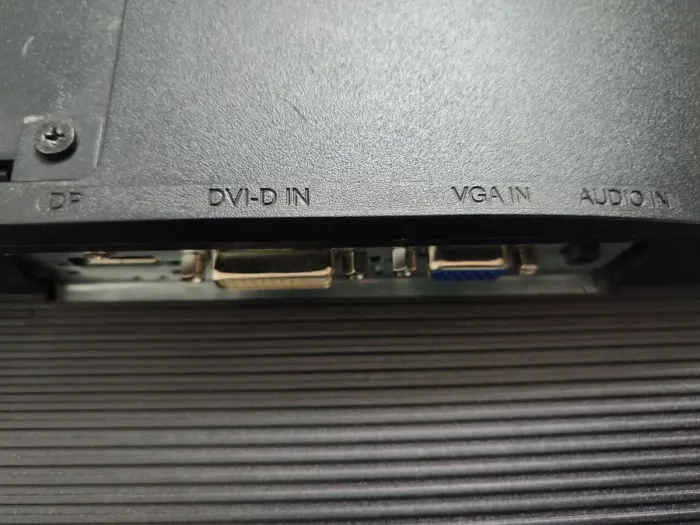 DP
DVI-D IN
VGA IN
AUDIO IN